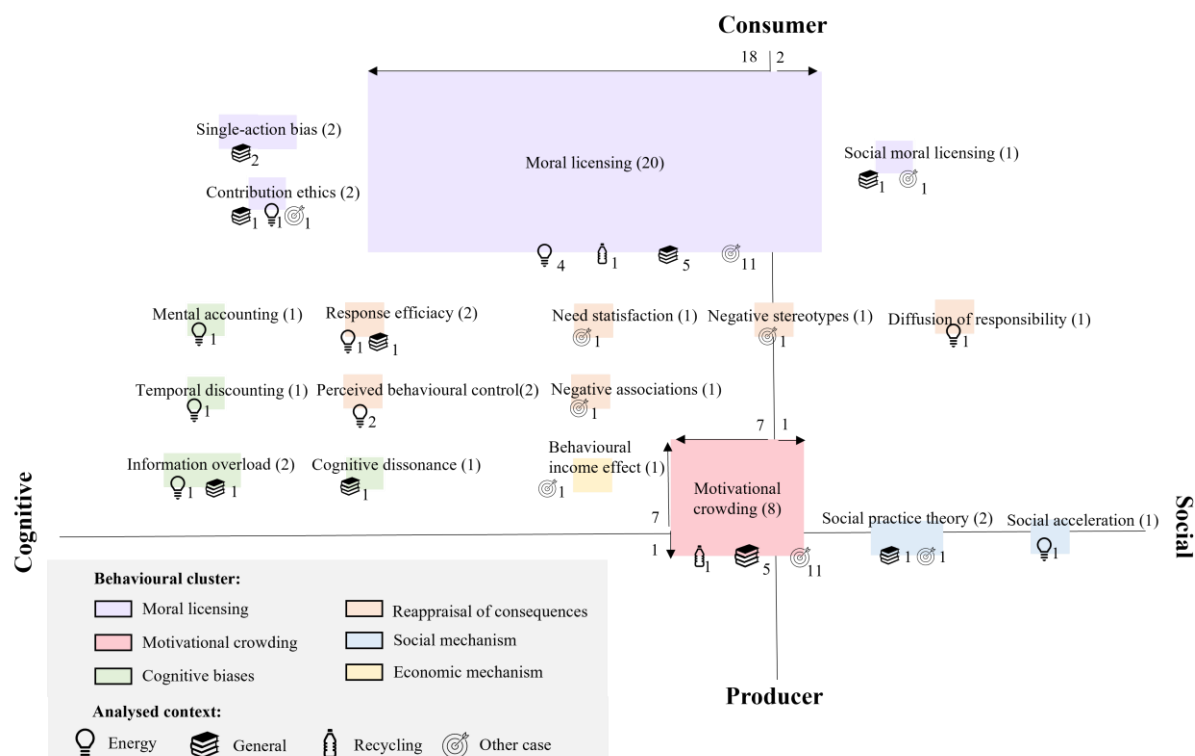 Consumer
18 2
Single-action bias (2)
2
Moral licensing (20)
Social moral licensing (1)
1 1
Contribution ethics (2)
1 1 1
4 1 5 11
Mental accounting (1)
1
Response efficacy (2)
1 1
Need statisfaction (1)
1
Negative stereotypes (1)
1
Diffusion of responsibility (1)
1
Temporal discounting (1)
1
Perceived behavioural control(2)
2
Negative associations (1)
1
7 1
Information overload (2)
1 1
Cognitive dissonance (1)
1
Behavioural
income effect (1)
1
Motivational
crowding (8)
7
1
1 5 11
Social practice theory (2)
1 1
Social acceleration (1)
1
Cognitive
Social
Behavioural cluster:
Moral licensing
Reappraisal of consequences
Motivational crowding
Social mechanism
Cognitive biases
Economic mechanism
Producer
Analysed context:
Energy
General
Recycling
Other case